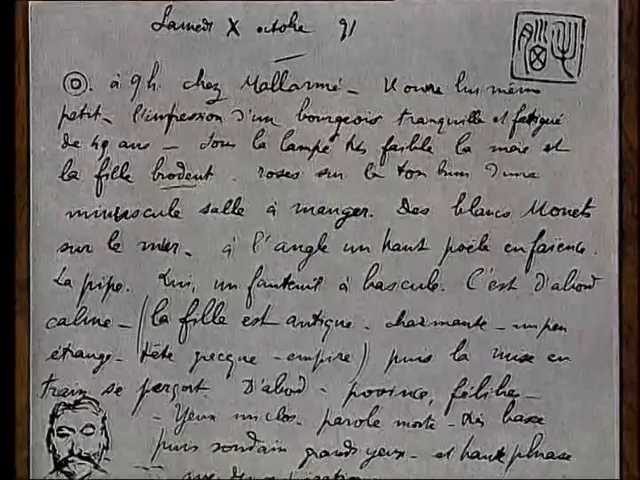 Samedi X octobre 91
à 9h. chez Mallarmé - Il ouvre lui même
petit - l'impression d'un bourgeois tranquille et fatigué
de 49 ans - Sous la lampe très faible la mère et
la fille brodent. roses sur le ton brun d'une
minuscule salle à manger. Des blancs Monets
sur le mur - à l'angle un haut poêle en faïence.
La pipe. Lui, un fauteuil à bascule. C'est d'abord
calme - (la fille est antique - charmante - un peu
étrange - tête grecque - empire) puis la mise en
train se perçoit. D'abord - province, félibre -
- Yeux mi clos. parole morte - très basse
puis soudain grands yeux - et haute phrase